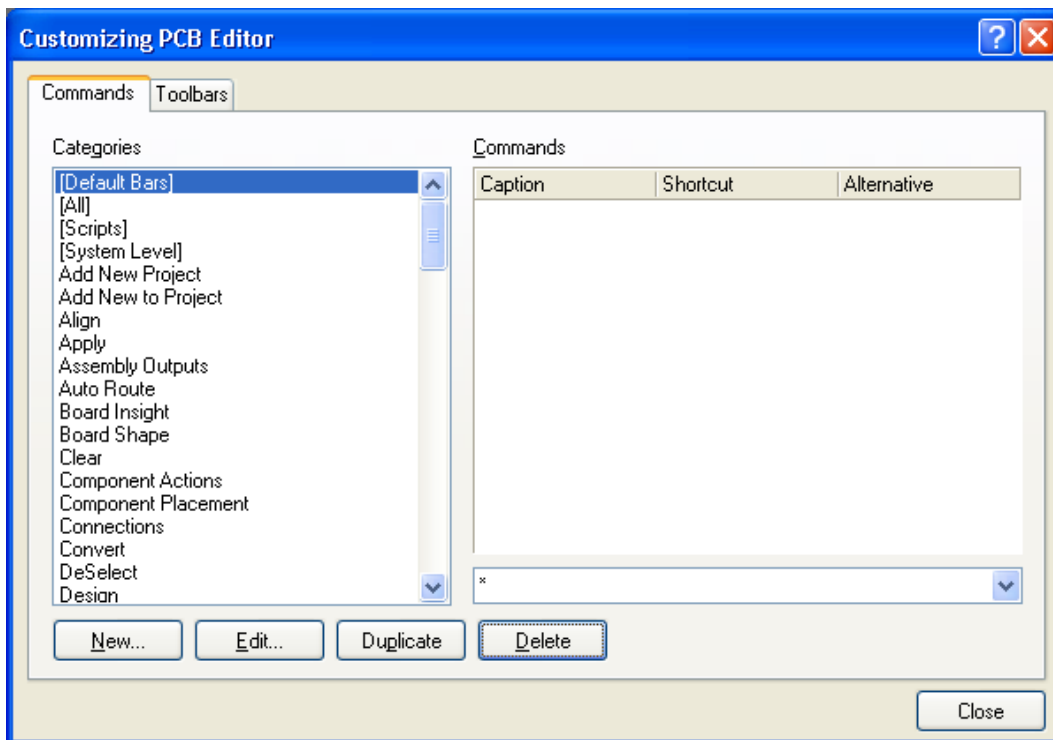 Customizing PCB Editor
Commands
Toolbars
Categories
Commands
[Default Bars]
[All]
[Scripts]
[System Level]
Add New Project
Add New to Project
Align
Apply
Assembly Outputs
Auto Route
Board Insight
Board Shape
Clear
Component Actions
Component Placement
Connections
Convert
DeSelect
Design
Caption Shortcut Alternative
*
New... Edit... Duplicate Delete
Close